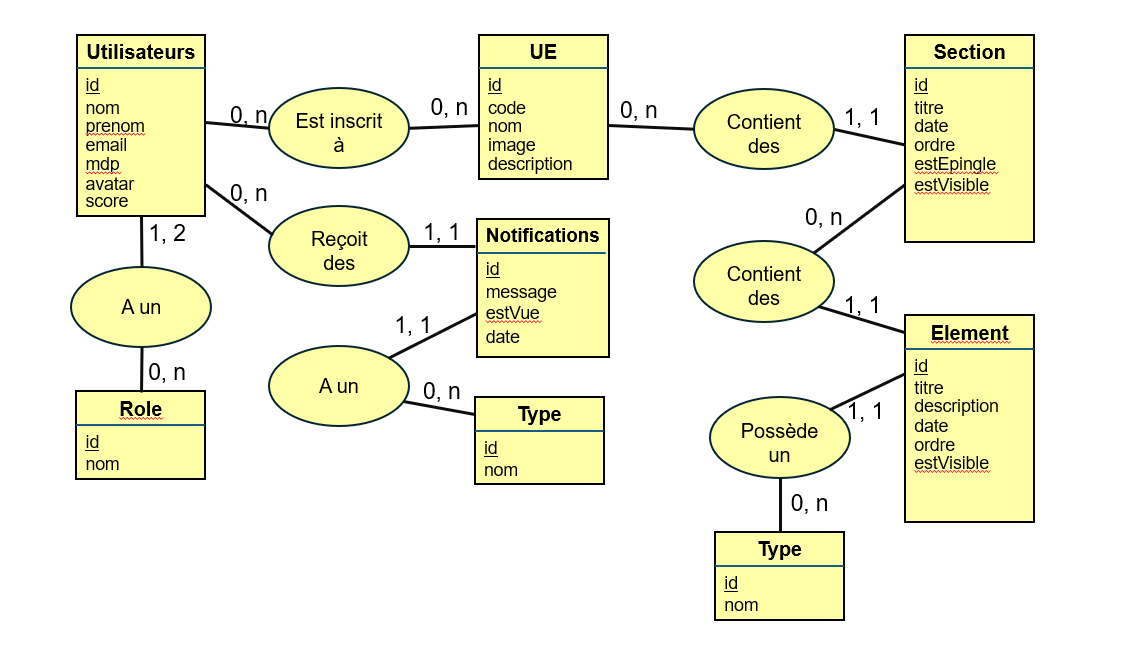 Utilisateurs
id
nom
prenom
email
mdp
avatar
score
0, n
Est inscrit
à
0, n
UE
id
code
nom
image
description
0, n
Contient
des
1, 1
Section
id
titre
date
ordre
estEpingle
estVisible
0, n
Reçoit
des
1, 1
Notifications
id
message
estVue
date
0, n
Contient
des
1, 1
Element
id
titre
description
date
ordre
estVisible
1, 2
A un
0, n
Role
id
nom
1, 1
A un
0, n
Type
id
nom
1, 1
Possède
un
0, n
Type
id
nom